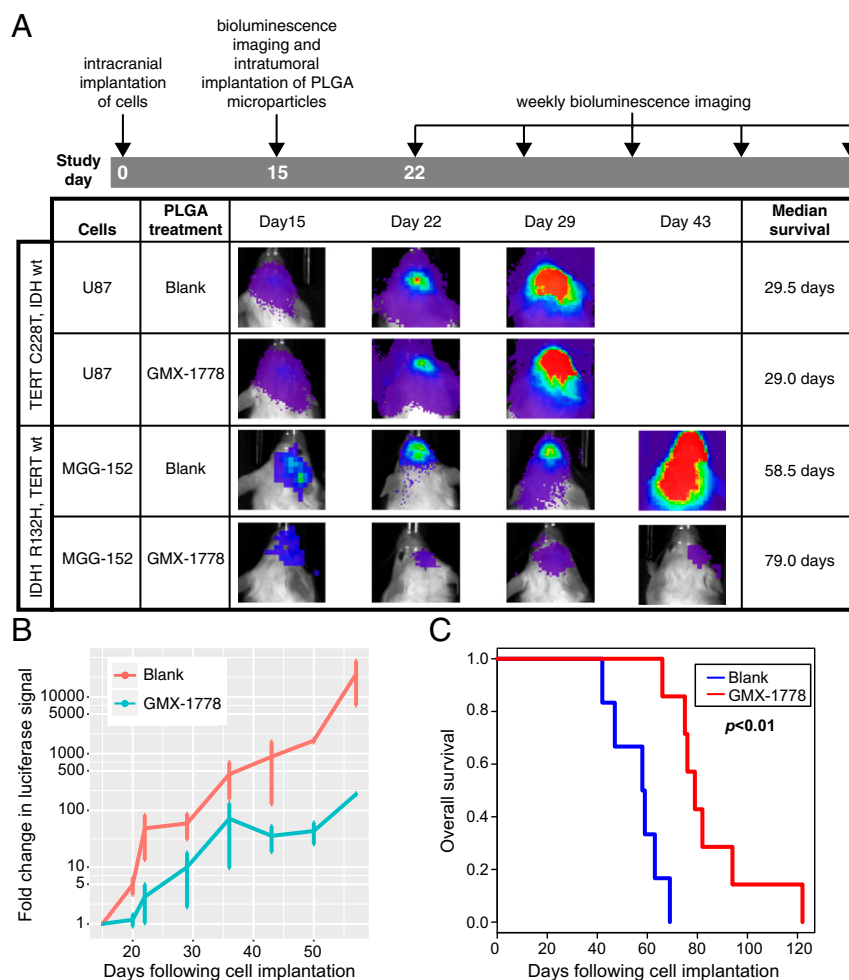 A
intracranial
implantation
of cells
bioluminescence
imaging and
intratumoral
implantation of PLGA
microparticles
weekly bioluminescence imaging
Study
day
0
15
22
Cells
PLGA
treatment
Day15
Day 22
Day 29
Day 43
Median
survival
TERT C228T, IDH wt
U87
Blank
29.5 days
U87
GMX-1778
29.0 days
IDH1 R132H, TERT wt
MGG-152
Blank
58.5 days
MGG-152
GMX-1778
79.0 days
B
Fold change in luciferase signal
10000
5000
1000
500
100
10
5
1
Blank
GMX-1778
20
30
40
50
Days following cell implantation
C
Overall survival
1.0
0.8
0.6
0.4
0.2
0.0
Blank
GMX-1778
p<0.01
0
20
40
60
80
100
120
Days following cell implantation